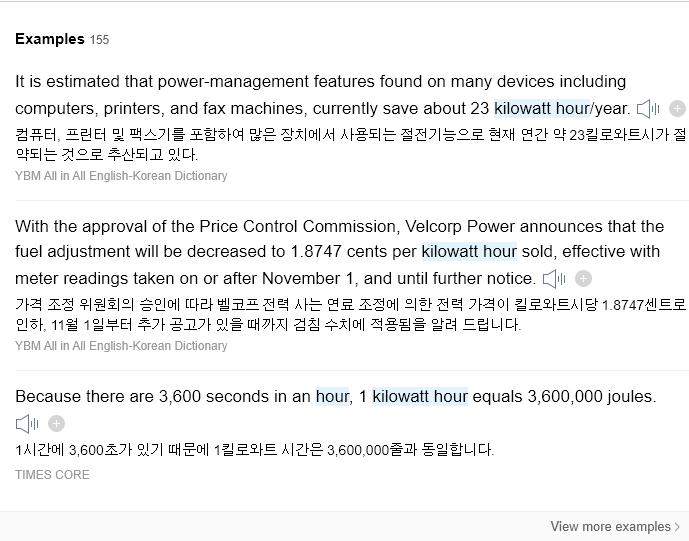 Examples 155
It is estimated that power-management features found on many devices including
computers, printers, and fax machines, currently save about 23 kilowatt hour/year.
컴퓨터, 프린터 및 팩스기를 포함하여 많은 장치에서 사용되는 절전기능으로 현재 연간 약 23킬로와트시가 절
약되는 것으로 추산되고 있다.
YBM All in All English-Korean Dictionary
With the approval of the Price Control Commission, Velcorp Power announces that the
fuel adjustment will be decreased to 1.8747 cents per kilowatt hour sold, effective with
meter readings taken on or after November 1, and until further notice.
가격 조정 위원회의 승인에 따라 벨코프 전력 사는 연료 조정에 의한 전력 가격이 킬로와트시당 1.8747센트로
인하, 11월 1일부터 추가 공고가 있을 때까지 검침 수치에 적용됨을 알려 드립니다.
YBM All in All English-Korean Dictionary
Because there are 3,600 seconds in an hour, 1 kilowatt hour equals 3,600,000 joules.
1시간에 3,600초가 있기 때문에 1킬로와트 시간은 3,600,000줄과 동일합니다.
TIMES CORE
View more examples